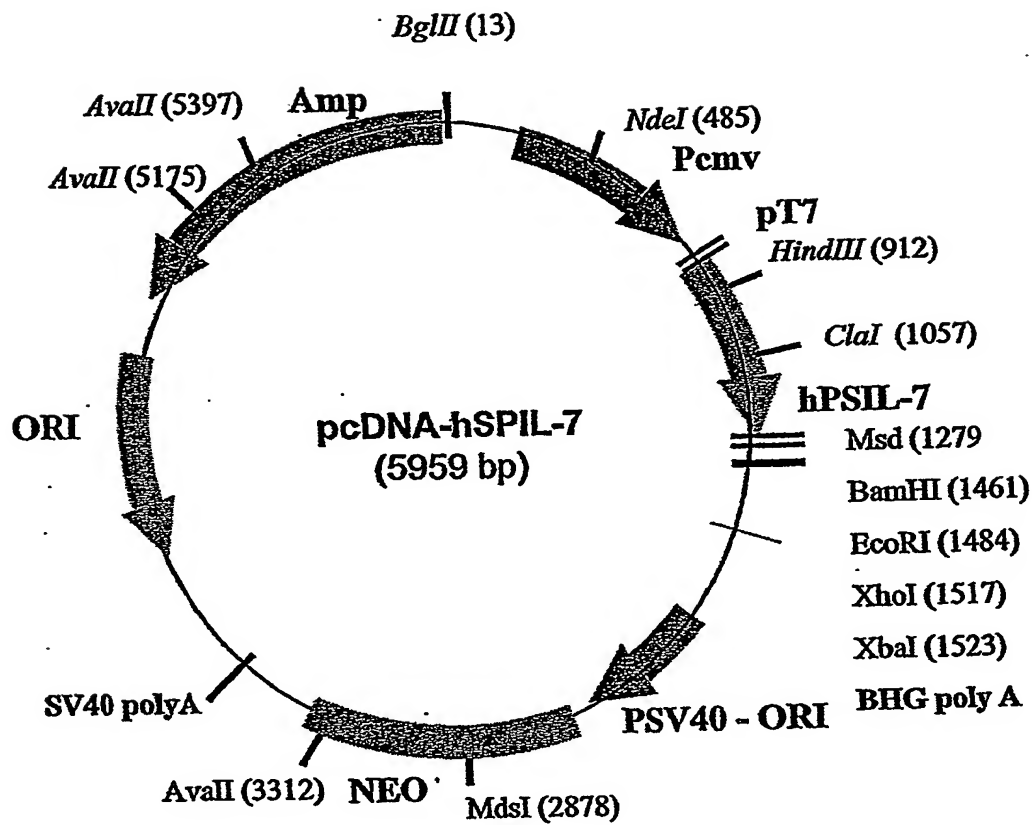 BglII (13)
AvaII (5397)
Amp
NdeI (485)
Pcmv
AvaII (5175)
pT7
HindIII (912)
ClaI (1057)
hPSIL-7
ORI
pcDNA-hSPIL-7
(5959 bp)
Msd (1279
BamHI (1461)
EcoRI (1484)
XhoI (1517)
XbaI (1523)
BHG poly A
SV40 polyA
PSV40 - ORI
AvaII (3312)
NEO
MdsI (2878)